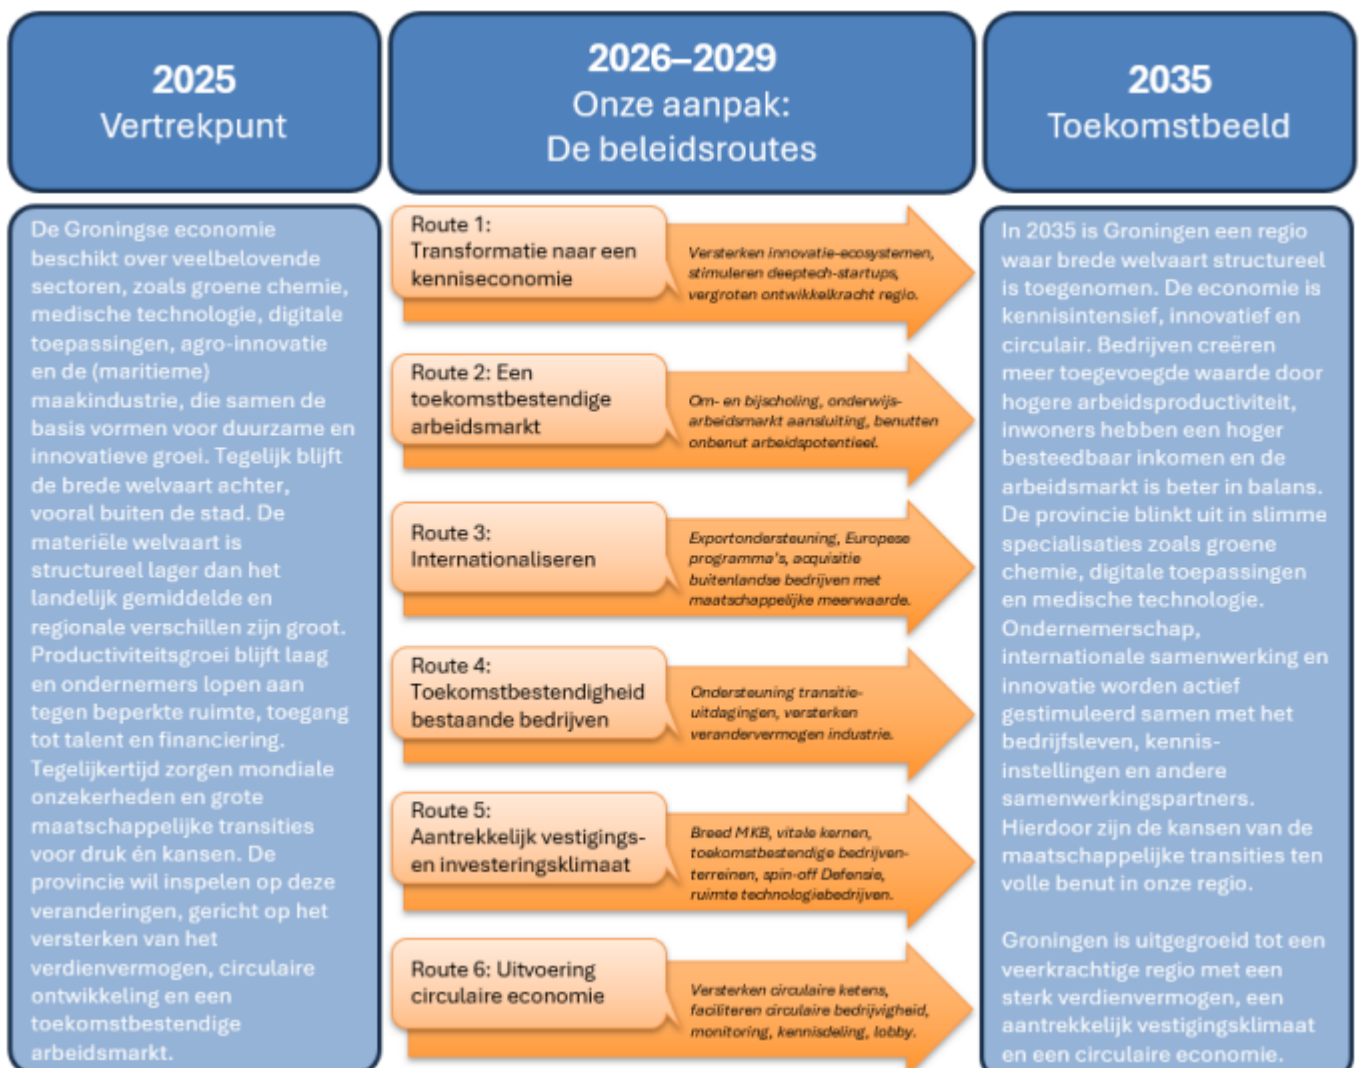 2025
Vertrekpunt
De Groningse economie
beschikt over veelbelovende
sectoren, zoals groene chemie,
medische technologie, digitale
toepassingen, agro-innovatie
en de (maritieme)
maakindustrie, die samen de
basis vormen voor duurzame en
innovatieve groei. Tegelijk blijft
de brede welvaart achter,
vooral buiten de stad. De
materiële welvaart is
structureel lager dan het
landelijk gemiddelde en
regionale verschillen zijn groot.
Productiviteitsgroei blijft laag
en ondernemers lopen aan
tegen beperkte ruimte, toegang
tot talent en financiering.
Tegelijkertijd zorgen mondiale
onzekerheden en grote
maatschappelijke transities
voor druk én kansen. De
provincie wil inspelen op deze
veranderingen, gericht op het
versterken van het
verdienvermogen, circulaire
ontwikkeling en een
toekomstbestendige
arbeidsmarkt.
2026–2029
Onze aanpak:
De beleidsroutes
Route 1:
Transformatie naar een
kenniseconomie
Versterken innovatie-ecosystemen,
stimuleren deeptech-startups,
vergroten ontwikkelkracht regio.
Route 2: Een
toekomstbestendige
arbeidsmarkt
Om- en bijscholing, onderwijs-
arbeidsmarkt aansluiting, benutten
onbenut arbeidspotentieel.
Route 3:
Internationaliseren
Exportondersteuning, Europese
programma's, acquisitie
buitenlandse bedrijven met
maatschappelijke meerwaarde.
Route 4:
Toekomstbestendigheid
bestaande bedrijven
Ondersteuning transitie-
uitdagingen, versterken
verandervermogen industrie.
Route 5:
Aantrekkelijk vestigings-
en investeringsklimaat
Breed MKB, vitale kernen,
toekomstbestendige bedrijven-
terreinen, spin-off Defensie,
ruimte technologiebedrijven.
Route 6: Uitvoering
circulaire economie
Versterken circulaire ketens,
faciliteren circulaire bedrijvigheid,
monitoring, kennisdeling, lobby.
2035
Toekomstbeeld
In 2035 is Groningen een regio
waar brede welvaart structureel
is toegenomen. De economie is
kennisintensief, innovatief en
circulair. Bedrijven creëren
meer toegevoegde waarde door
hogere arbeidsproductiviteit,
inwoners hebben een hoger
besteedbaar inkomen en de
arbeidsmarkt is beter in balans.
De provincie blinkt uit in slimme
specialisaties zoals groene
chemie, digitale toepassingen
en medische technologie.
Ondernemerschap,
internationale samenwerking en
innovatie worden actief
gestimuleerd samen met het
bedrijfsleven, kennis-
instellingen en andere
samenwerkingspartners.
Hierdoor zijn de kansen van de
maatschappelijke transities ten
volle benut in onze regio.
Groningen is uitgegroeid tot een
veerkrachtige regio met een
sterk verdienvermogen, een
aantrekkelijk vestigingsklimaat
en een circulaire economie.